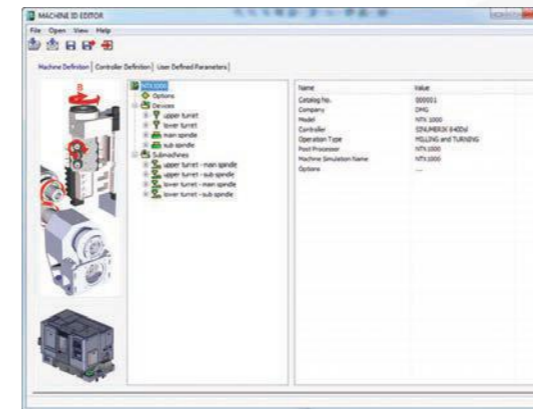 MACHINE ID EDITOR
File Open View Help
Machine Definition | Controller Definition | User Defined Parameters
NTX1000
Options
Devices
upper turret
lower turret
main spindle
sub spindle
Submachines
upper turret - main spindle
upper turret - sub spindle
lower turret - main spindle
lower turret - sub spindle
Name Value
Catalog No. 000001
Company DMG
Model NTX 1000
Controller SINUMERIK 840Dsl
Operation Type MILLING and TURNING
Post Processor NTX1000
Machine Simulation Name NTX1000
Options ...